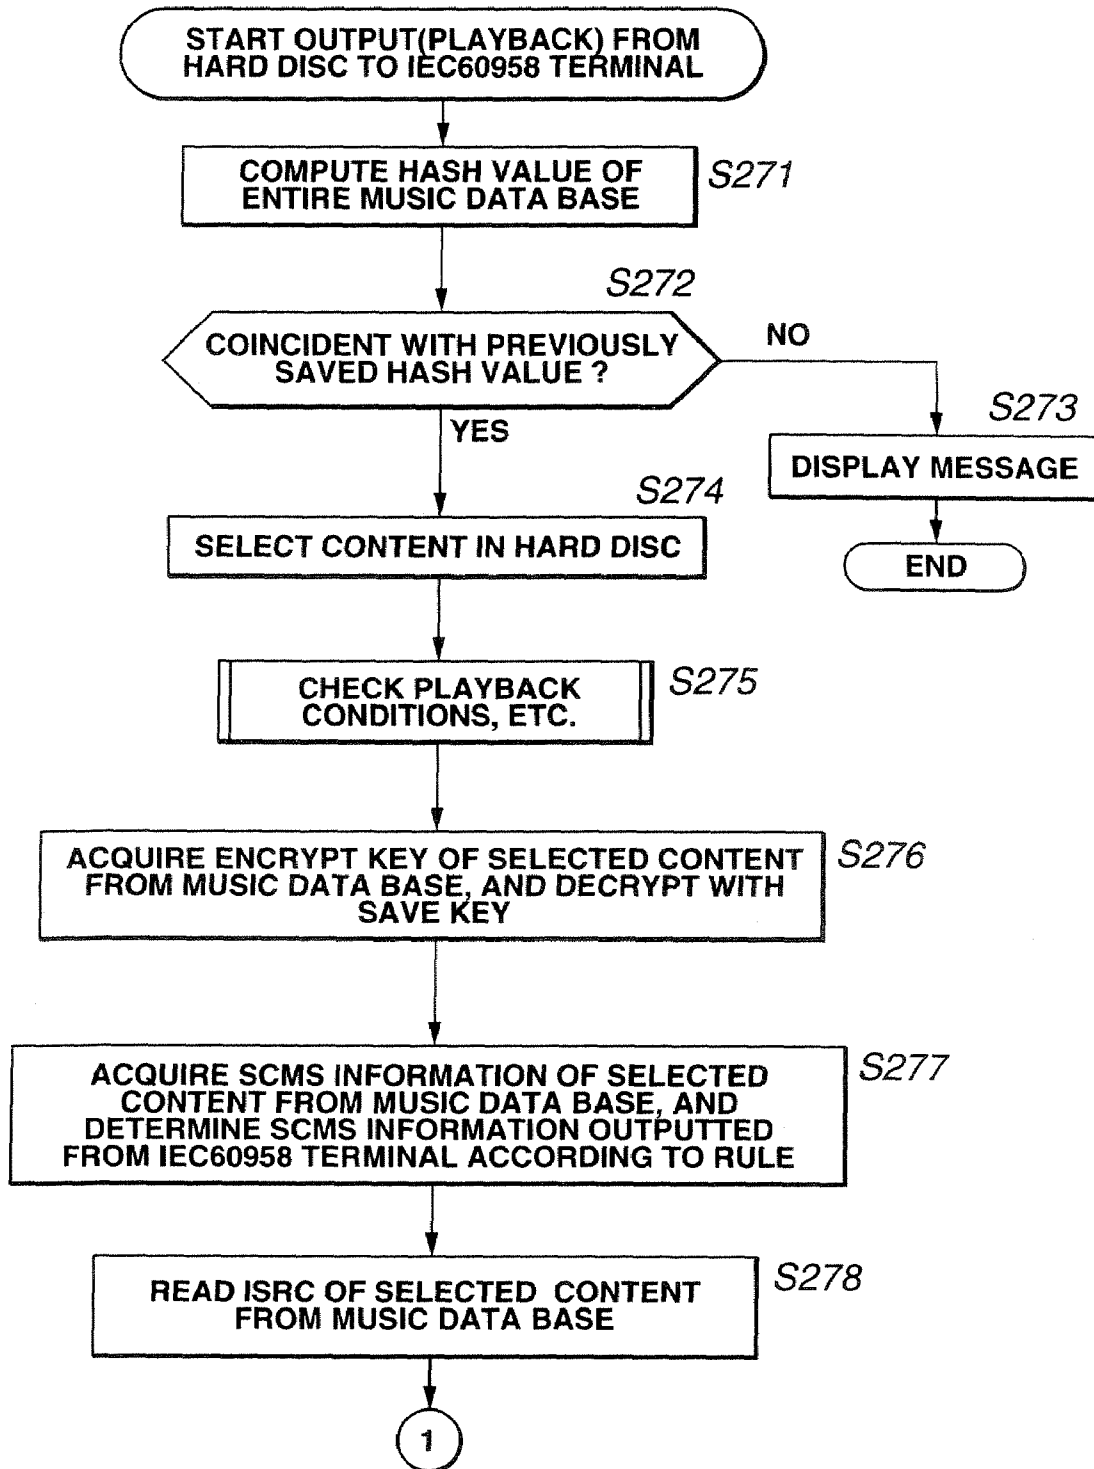 START OUTPUT(PLAYBACK) FROM
HARD DISC TO IEC60958 TERMINAL
COMPUTE HASH VALUE OF
ENTIRE MUSIC DATA BASE
S271
S272
COINCIDENT WITH PREVIOUSLY
SAVED HASH VALUE ?
NO
YES
S273
DISPLAY MESSAGE
END
S274
SELECT CONTENT IN HARD DISC
CHECK PLAYBACK
CONDITIONS, ETC.
S275
ACQUIRE ENCRYPT KEY OF SELECTED CONTENT
FROM MUSIC DATA BASE, AND DECRYPT WITH
SAVE KEY
S276
ACQUIRE SCMS INFORMATION OF SELECTED
CONTENT FROM MUSIC DATA BASE, AND
DETERMINE SCMS INFORMATION OUTPUTTED
FROM IEC60958 TERMINAL ACCORDING TO RULE
S277
READ ISRC OF SELECTED CONTENT
FROM MUSIC DATA BASE
S278
1